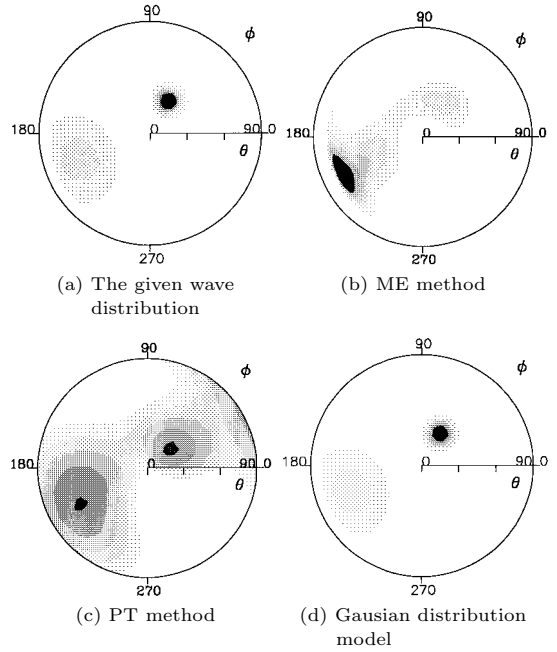 90
φ
180
0
90
0
θ
270
(a) The given wave
distribution
90
φ
180
0
90
0
θ
270
(b) ME method
90
φ
180
0
90
0
θ
270
(c) PT method
90
φ
180
0
90
0
θ
270
(d) Gausian distribution
model